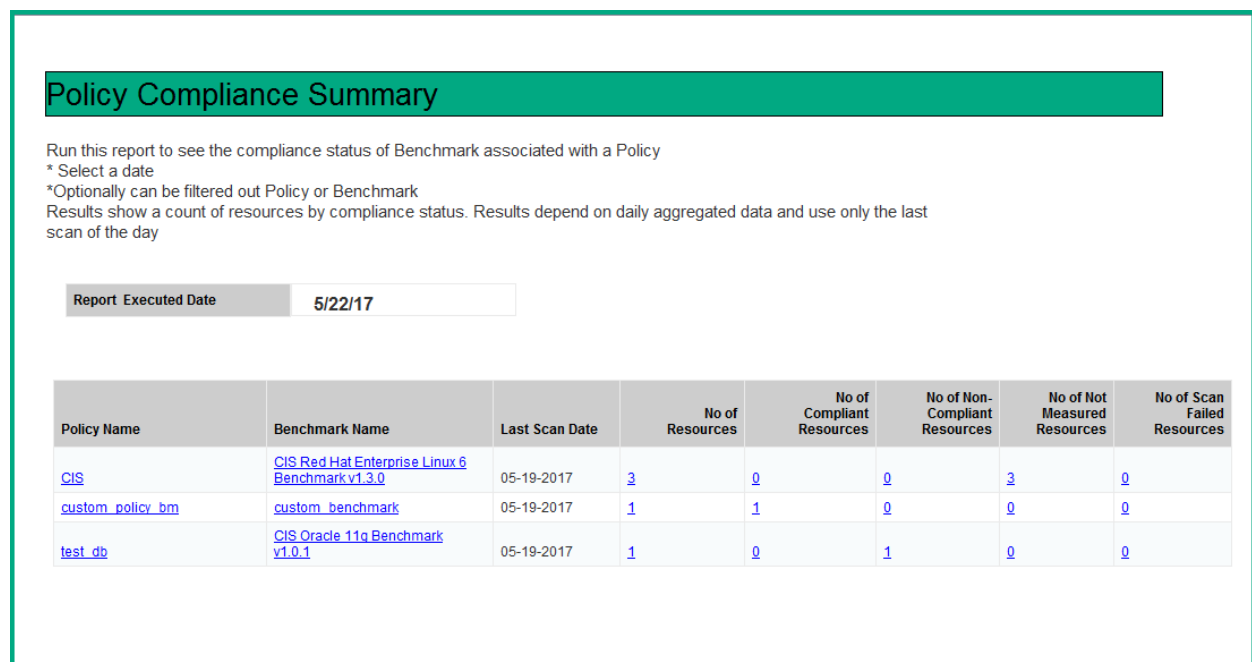 Policy Compliance Summary
Run this report to see the compliance status of Benchmark associated with a Policy
* Select a date
*Optionally can be filtered out Policy or Benchmark
Results show a count of resources by compliance status. Results depend on daily aggregated data and use only the last
scan of the day
Report Executed Date 5/22/17
Policy Name Benchmark Name Last Scan Date No of Resources No of Compliant Resources No of Non-Compliant Resources No of Not Measured Resources No of Scan Failed Resources
CIS CIS Red Hat Enterprise Linux 6 Benchmark v1.3.0 05-19-2017 3 0 0 3 0
custom_policy_bm custom_benchmark 05-19-2017 1 1 0 0 0
test_db CIS Oracle 11g Benchmark v1.0.1 05-19-2017 1 0 1 0 0